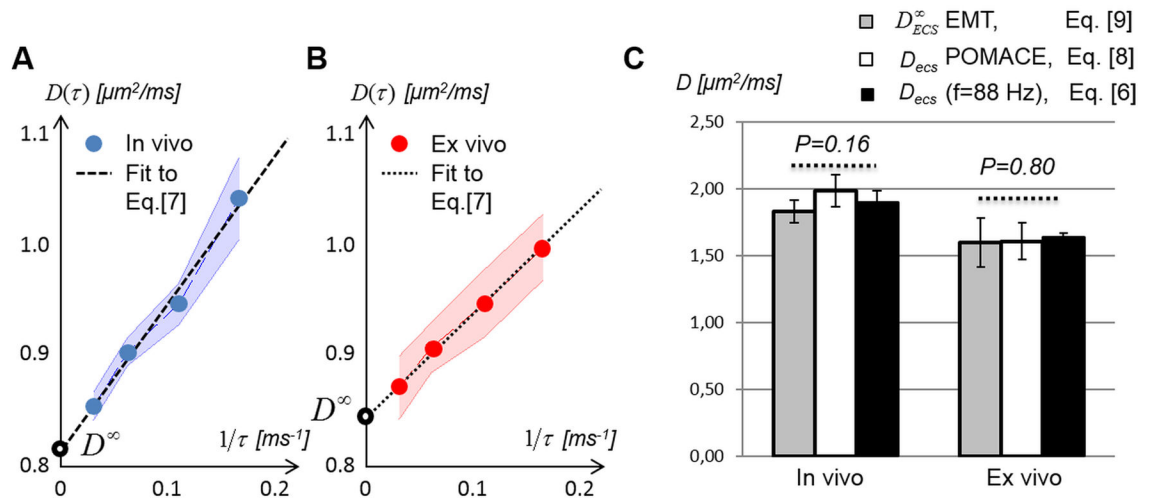 A
D(τ) [μm²/ms]
1.1
1.0
0.9
0.8
In vivo
Fit to
Eq.[7]
D∞
1/τ [ms-1]
0
0.1
0.2
B
D(τ) [μm²/ms]
1.1
1.0
0.9
0.8
Ex vivo
Fit to
Eq.[7]
D∞
1/τ [ms-1]
0
0.1
0.2
D∞ECS EMT, Eq. [9]
Decs POMACE, Eq. [8]
Decs (f=88 Hz), Eq. [6]
C
D [μm²/ms]
2,50
2,00
1,50
1,00
0,50
0,00
P=0.16
P=0.80
In vivo
Ex vivo